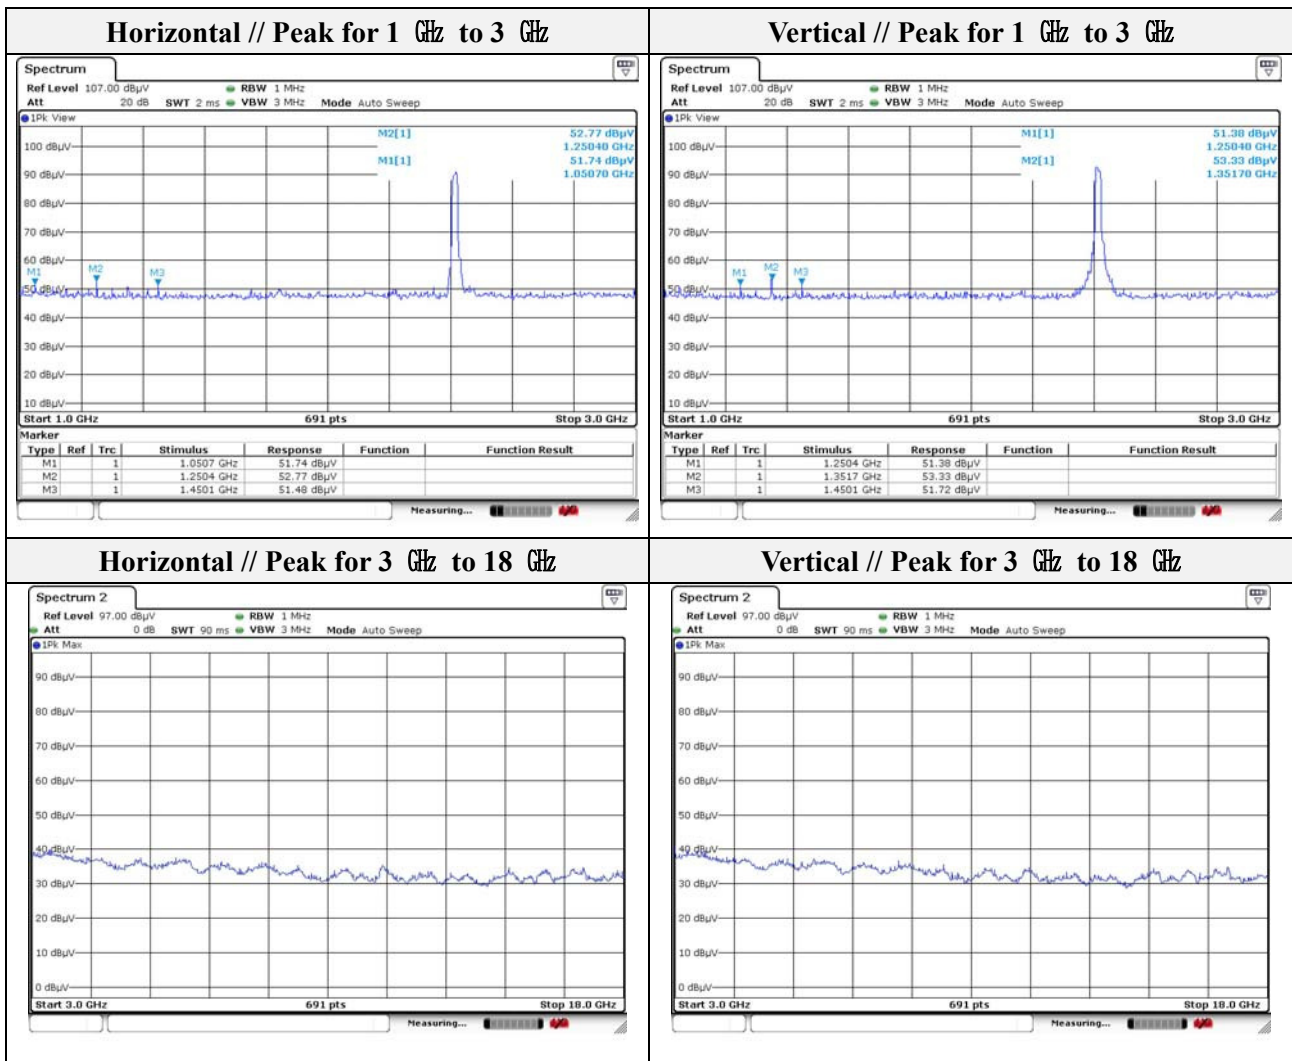 Horizontal // Peak for 1 ㎓ to 3 ㎓
Spectrum
Ref Level 107.00 dBµV RBW 1 MHz
Att 20 dB SWT 2 ms VBW 3 MHz Mode Auto Sweep
1Pk View
M2[1] 52.77 dBµV
1.25040 GHz
M1[1] 51.74 dBµV
1.05070 GHz
100 dBµV
90 dBµV
80 dBµV
70 dBµV
60 dBµV
M1 M2 M3
50 dBµV
40 dBµV
30 dBµV
20 dBµV
10 dBµV
Start 1.0 GHz 691 pts Stop 3.0 GHz
Marker
Type Ref Trc Stimulus Response Function Function Result
M1 1 1.0507 GHz 51.74 dBµV
M2 1 1.2504 GHz 52.77 dBµV
M3 1 1.4501 GHz 51.48 dBµV
Measuring...
Vertical // Peak for 1 ㎓ to 3 ㎓
Spectrum
Ref Level 107.00 dBµV RBW 1 MHz
Att 20 dB SWT 2 ms VBW 3 MHz Mode Auto Sweep
1Pk View
M1[1] 51.38 dBµV
1.25040 GHz
M2[1] 53.33 dBµV
1.35170 GHz
100 dBµV
90 dBµV
80 dBµV
70 dBµV
60 dBµV
M1 M2 M3
50 dBµV
40 dBµV
30 dBµV
20 dBµV
10 dBµV
Start 1.0 GHz 691 pts Stop 3.0 GHz
Marker
Type Ref Trc Stimulus Response Function Function Result
M1 1 1.2504 GHz 51.38 dBµV
M2 1 1.3517 GHz 53.33 dBµV
M3 1 1.4501 GHz 51.72 dBµV
Measuring...
Horizontal // Peak for 3 ㎓ to 18 ㎓
Spectrum 2
Ref Level 97.00 dBµV RBW 1 MHz
Att 0 dB SWT 90 ms VBW 3 MHz Mode Auto Sweep
1Pk Max
90 dBµV
80 dBµV
70 dBµV
60 dBµV
50 dBµV
40 dBµV
30 dBµV
20 dBµV
10 dBµV
0 dBµV
Start 3.0 GHz 691 pts Stop 18.0 GHz
Measuring...
Vertical // Peak for 3 ㎓ to 18 ㎓
Spectrum 2
Ref Level 97.00 dBµV RBW 1 MHz
Att 0 dB SWT 90 ms VBW 3 MHz Mode Auto Sweep
1Pk Max
90 dBµV
80 dBµV
70 dBµV
60 dBµV
50 dBµV
40 dBµV
30 dBµV
20 dBµV
10 dBµV
0 dBµV
Start 3.0 GHz 691 pts Stop 18.0 GHz
Measuring...